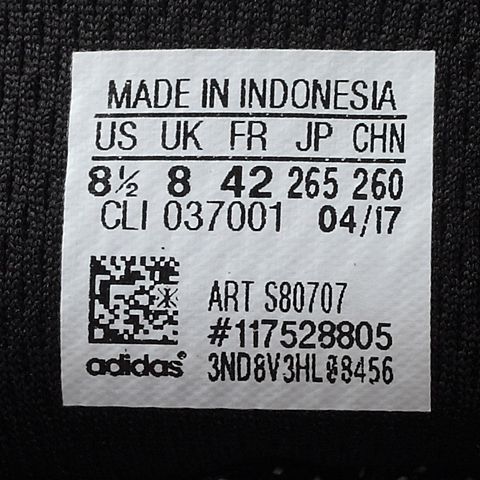 MADE IN INDONESIA
US UK FR JP CHN
8½ 8 42 265 260
CLI 037001 04/17
ART S80707
#117528805
adidas® 3ND8V3HL